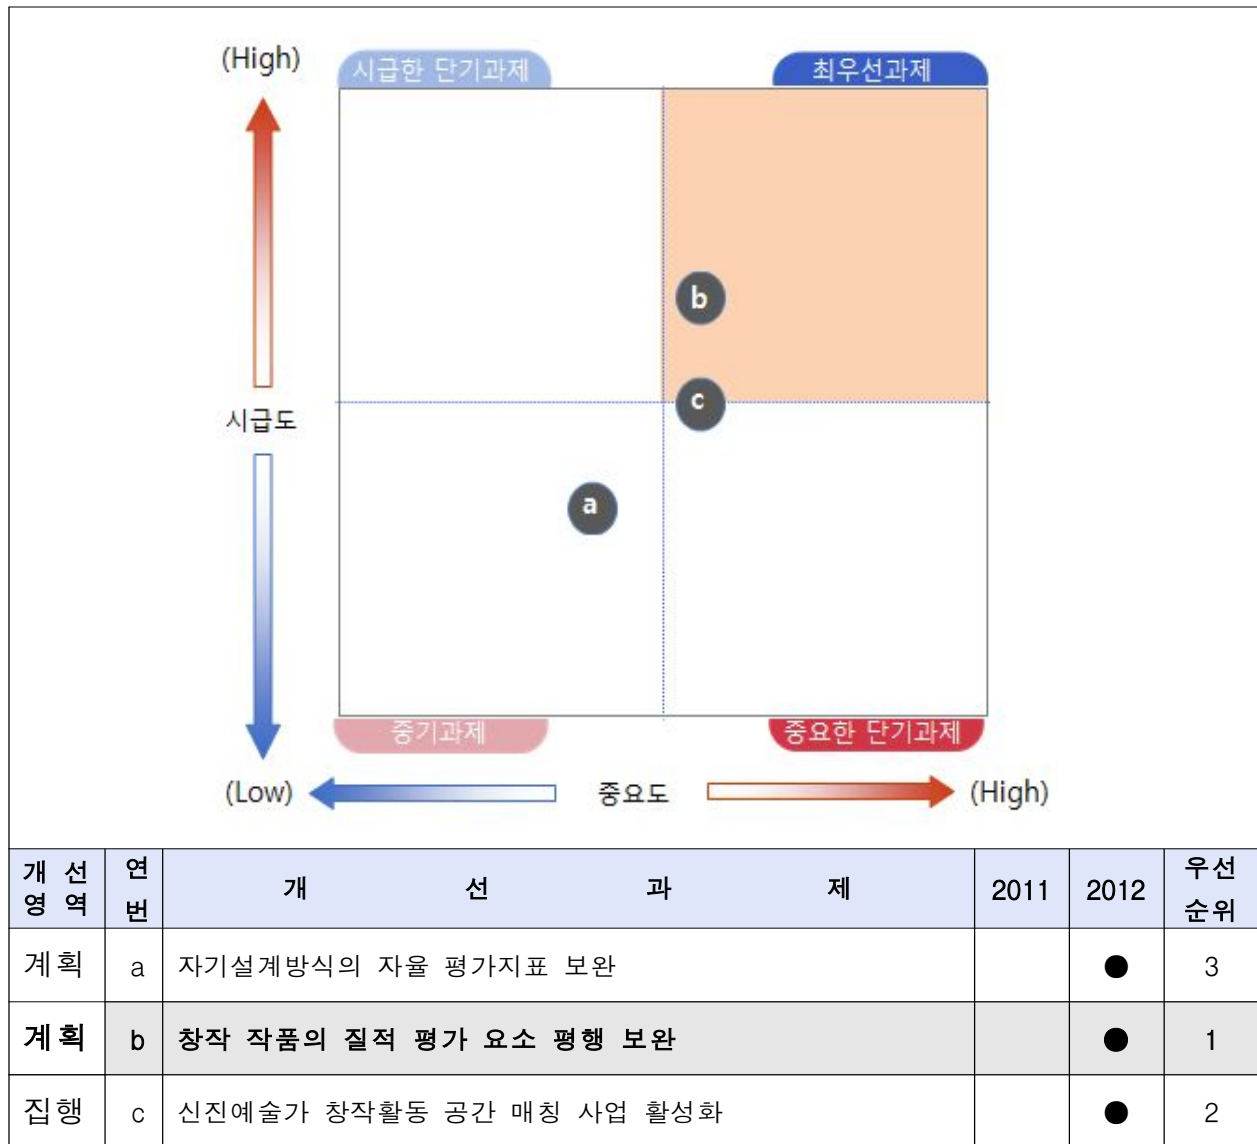 (High)
시급한 단기과제
최우선과제
b
c
시급도
a
중기과제
중요한 단기과제
(Low)
중요도
(High)
개 선 영 역 연 번 개 선 과 제 2011 2012 우선 순위
계획 a 자기설계방식의 자율 평가지표 보완 ● 3
계획 b 창작 작품의 질적 평가 요소 평행 보완 ● 1
집행 c 신진예술가 창작활동 공간 매칭 사업 활성화 ● 2